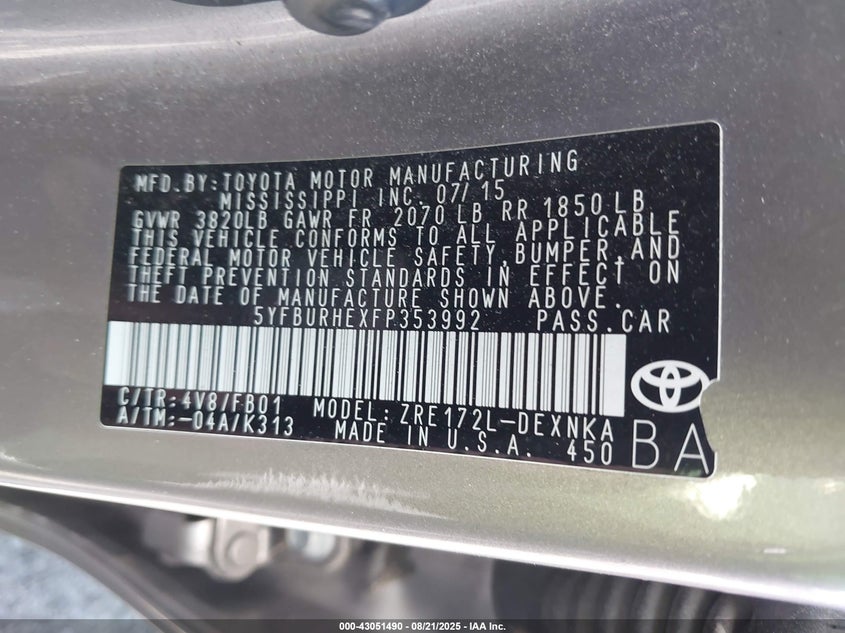 MFD.BY:TOYOTA MOTOR MANUFACTURING
MISSISSIPPI INC. 07/15
GVWR 3820LB GAWR FR 2070 LB RR 1850 LB
THIS VEHICLE CONFORMS TO ALL APPLICABLE
FEDERAL MOTOR VEHICLE SAFETY,BUMPER,AND
THEFT PREVENTION STANDARDS IN EFFECT ON
THE DATE OF MANUFACTURE SHOWN ABOVE.
5YFBURHEXFP353992 PASS.CAR
C/TR:4V8/FB01 MODEL:ZRE172L-DEXNKA
A/TM:-04A/K313 MADE IN U.S.A. 450
BA
000-43051490 - 08/21/2025 - IAA Inc.